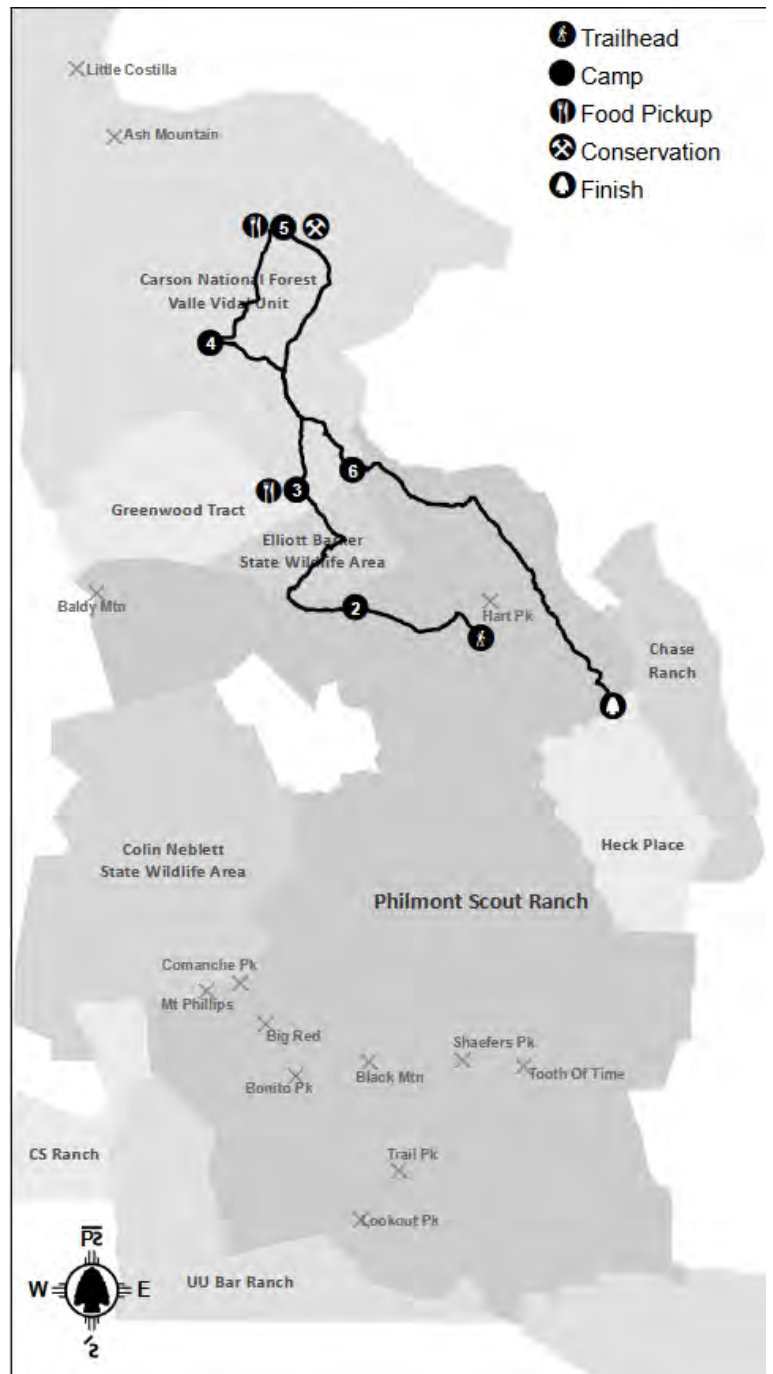 Trailhead
Camp
Food Pickup
Conservation
Finish
Little Costilla
Ash Mountain
5
Carson National Forest
Valle Vidal Unit
4
6
3
Greenwood Tract
Elliott Barker
State Wildlife Area
Baldy Mtn
2
Hart Pk
Chase
Ranch
Heck Place
Colin Neblett
State Wildlife Area
Philmont Scout Ranch
Comanche Pk
Mt Phillips
Big Red
Bonito Pk
Black Mtn
Shaefers Pk
Tooth Of Time
CS Ranch
Trail Pk
Lookout Pk
UU Bar Ranch
W
E